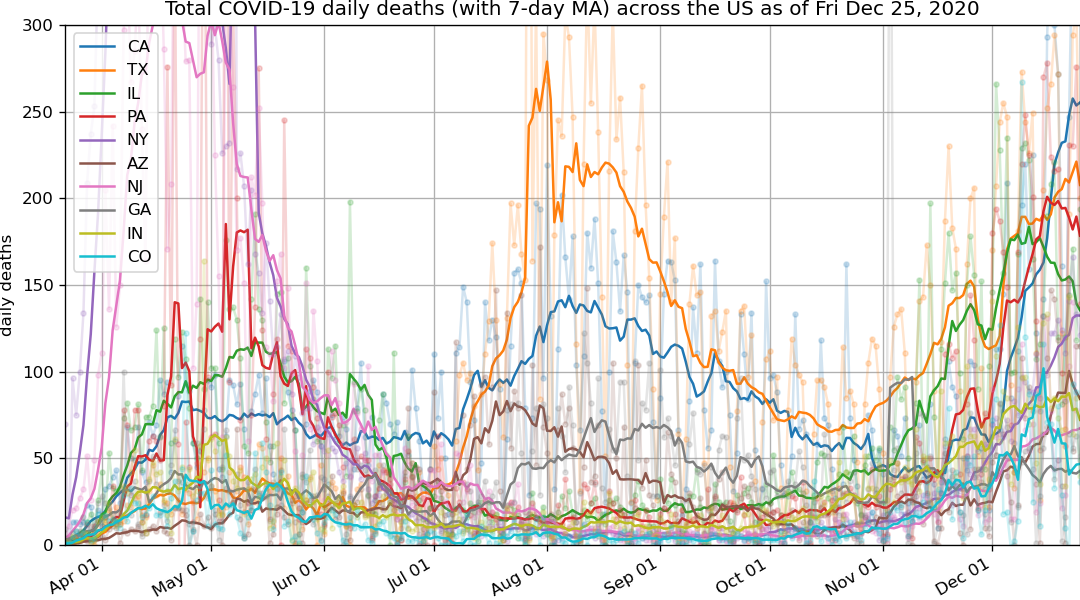 Total COVID-19 daily deaths (with 7-day MA) across the US as of Fri Dec 25, 2020
300
250
200
150
100
50
0
daily deaths
CA
TX
IL
PA
NY
AZ
NJ
GA
IN
CO
Apr 01
May 01
Jun 01
Jul 01
Aug 01
Sep 01
Oct 01
Nov 01
Dec 01